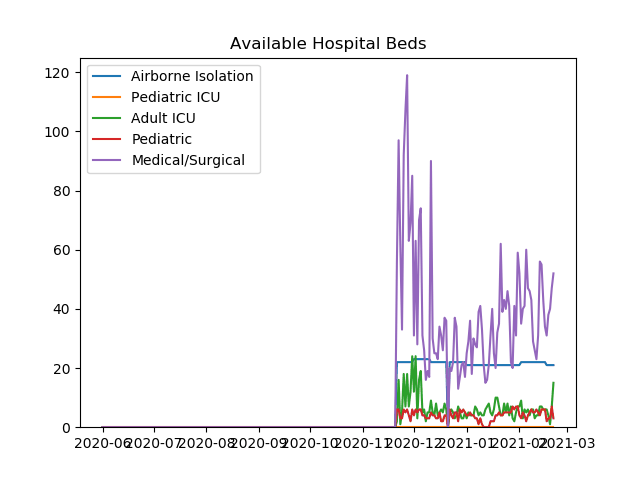 Available Hospital Beds
120
100
80
60
40
20
0
Airborne Isolation
Pediatric ICU
Adult ICU
Pediatric
Medical/Surgical
2020-06 2020-07 2020-08 2020-09 2020-10 2020-11 2020-12 2021-01 2021-02 2021-03